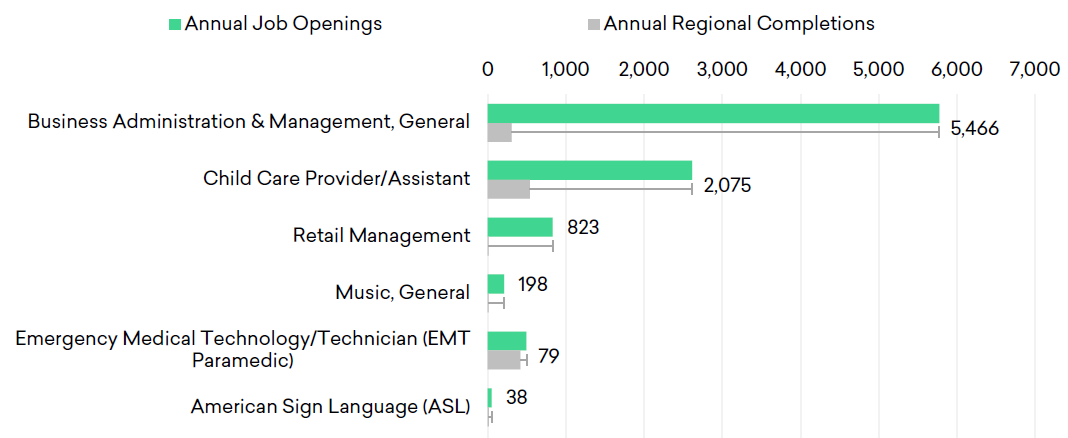 Annual Job Openings
Annual Regional Completions
0 1,000 2,000 3,000 4,000 5,000 6,000 7,000
Business Administration & Management, General
5,466
Child Care Provider/Assistant
2,075
Retail Management
823
Music, General
198
Emergency Medical Technology/Technician (EMT
Paramedic)
79
American Sign Language (ASL)
38